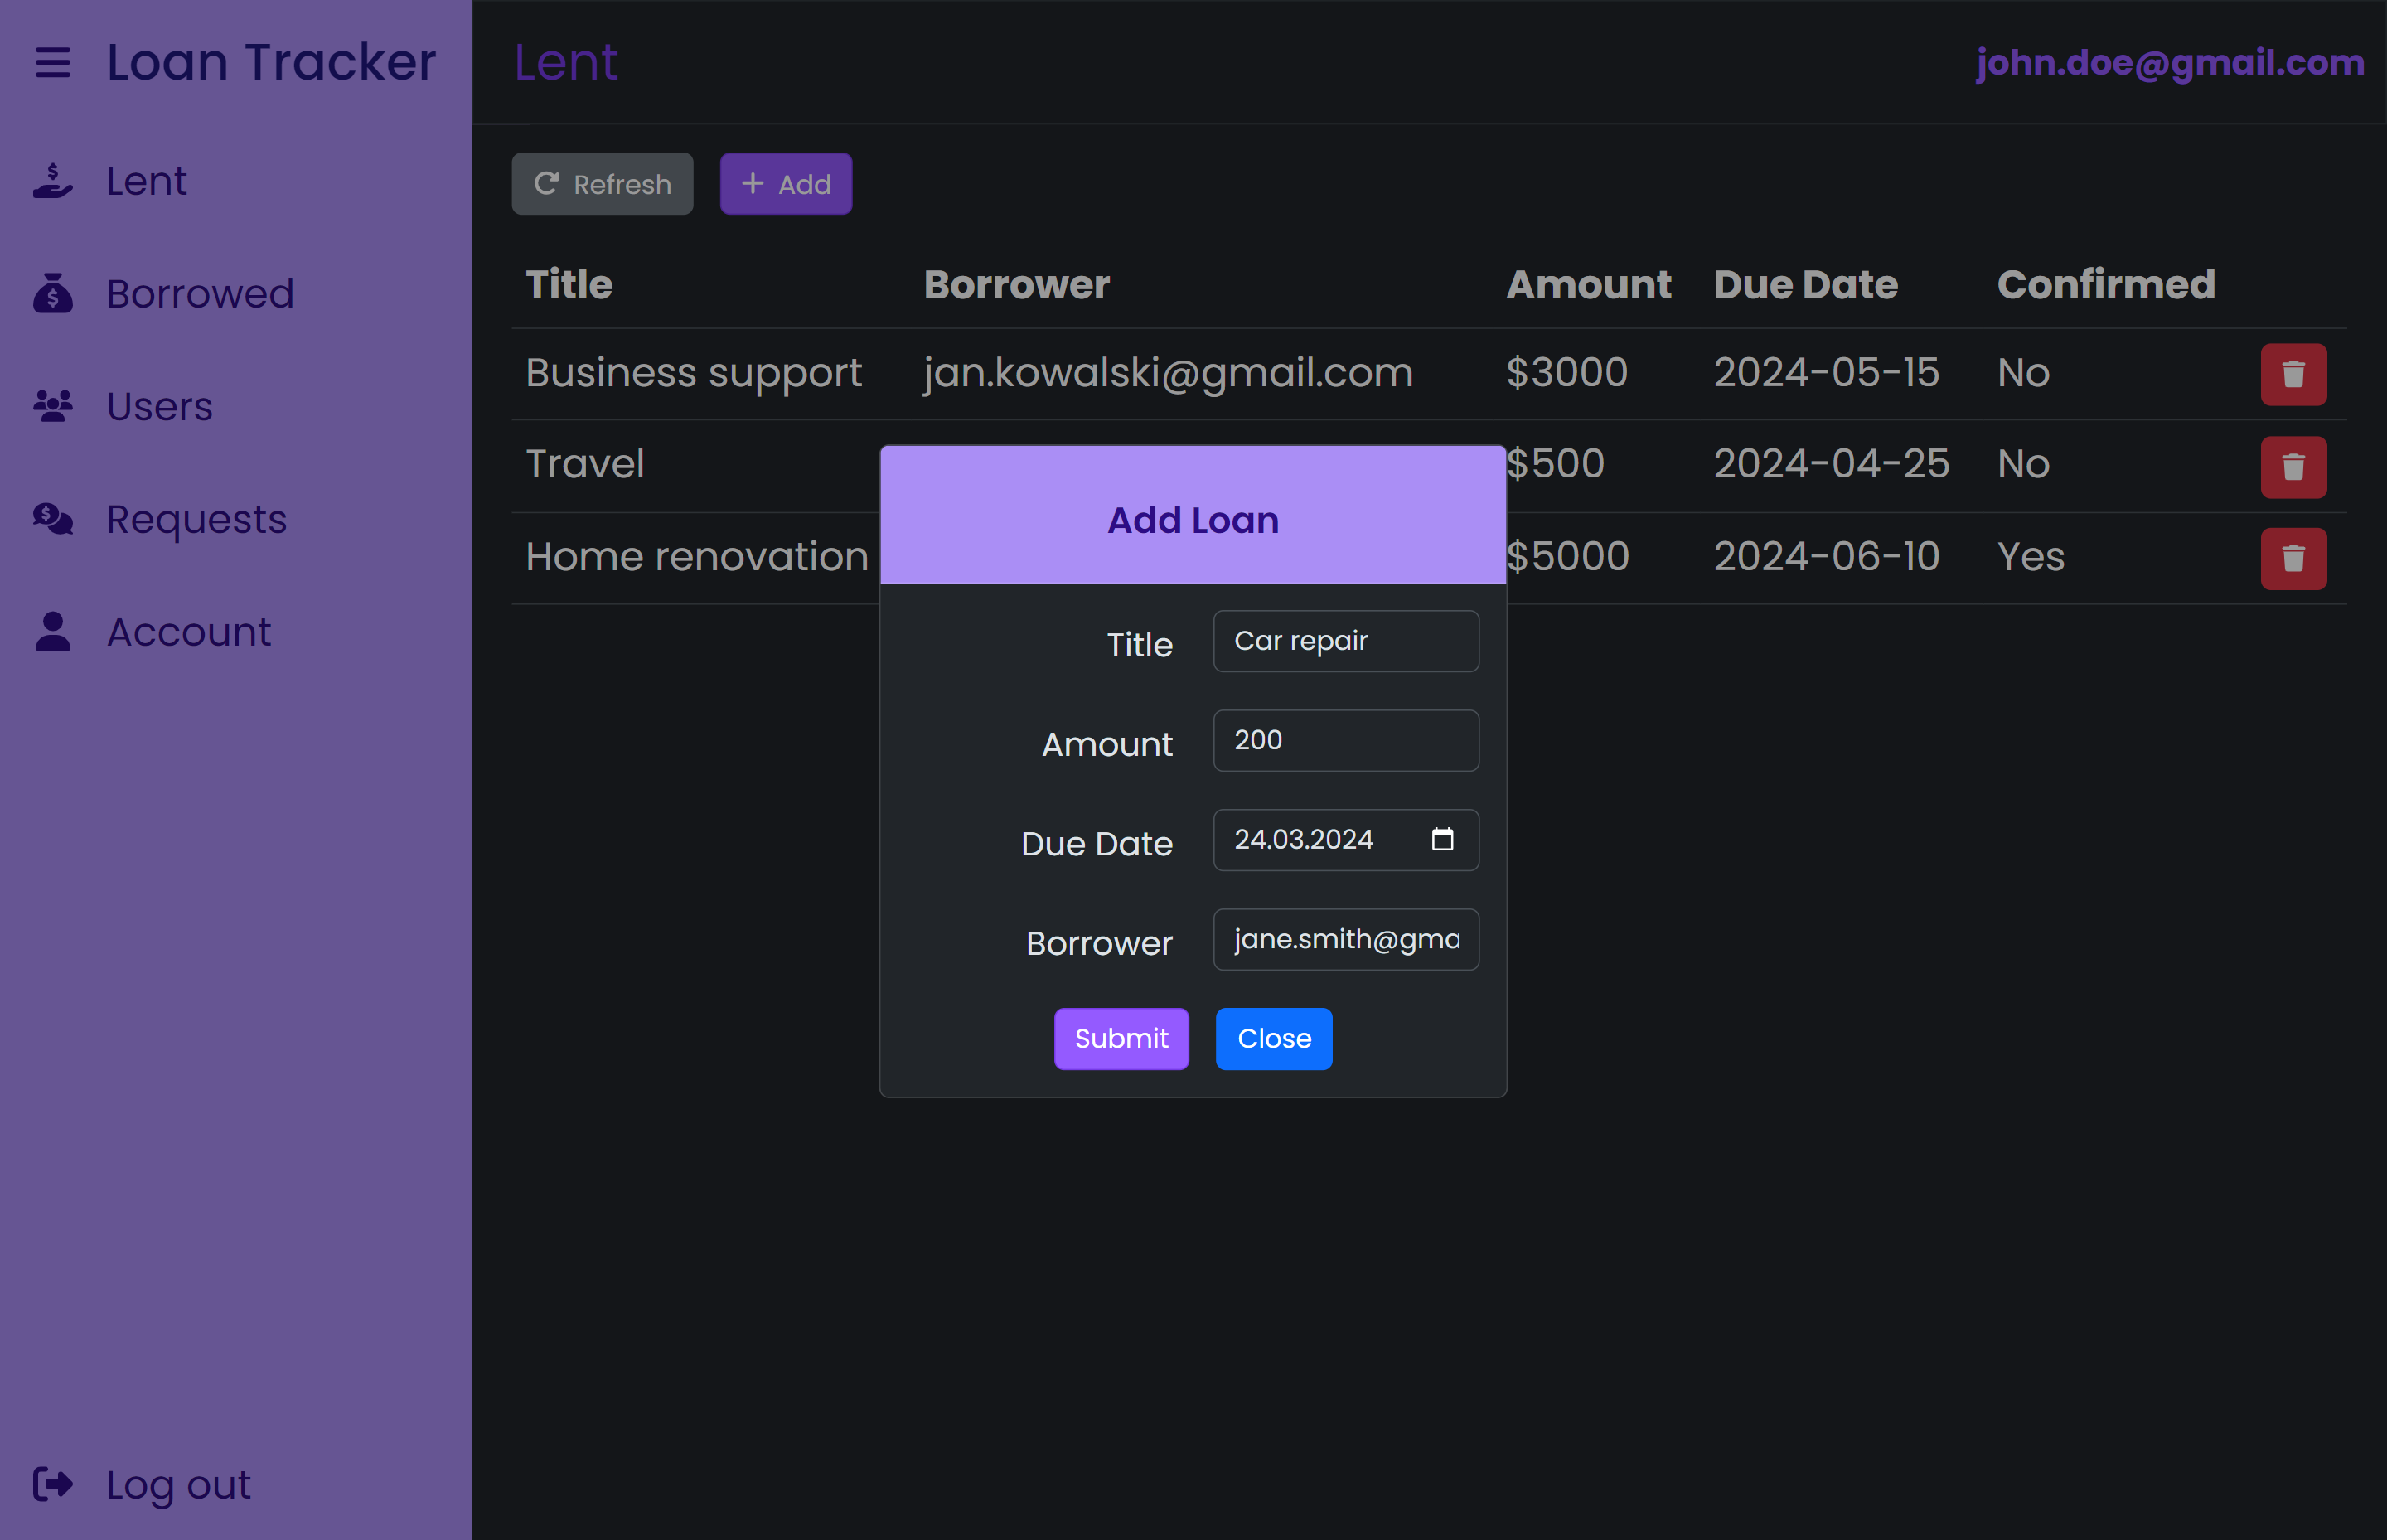 Loan Tracker
Lent
Borrowed
Users
Requests
Account
Log out
Lent
john.doe@gmail.com
Refresh
Add
Title Borrower Amount Due Date Confirmed
Business support jan.kowalski@gmail.com $3000 2024-05-15 No
Travel $500 2024-04-25 No
Home renovation $5000 2024-06-10 Yes
Add Loan
Title Car repair
Amount 200
Due Date 24.03.2024
Borrower jane.smith@gma
Submit Close